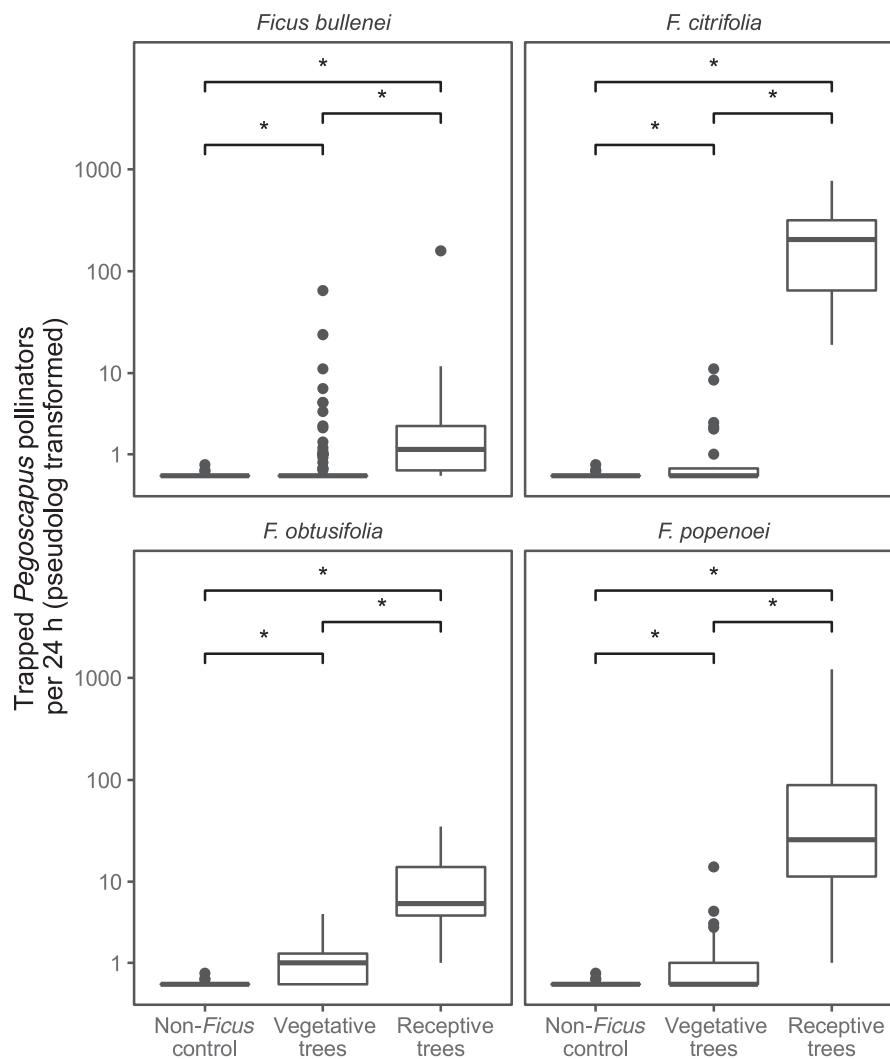 Ficus bullenei
F. citrifolia
*
*
*
*
*
*
1000
100
10
1
Trapped Pegoscapus pollinators
per 24 h (pseudolog transformed)
F. obtusifolia
F. popenoei
*
*
*
*
*
*
1000
100
10
1
Non-Ficus
control
Vegetative
trees
Receptive
trees
Non-Ficus
control
Vegetative
trees
Receptive
trees